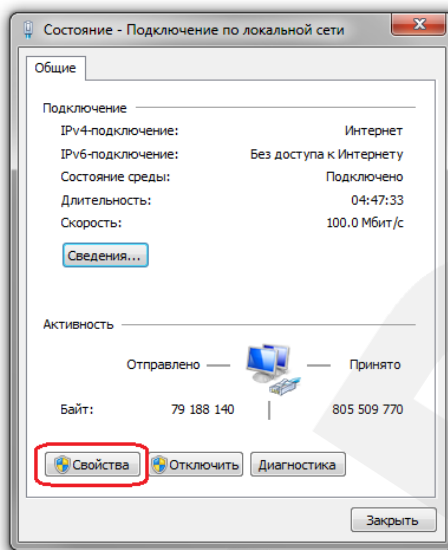 Состояние - Подключение по локальной сети
Общие
Подключение
IPv4-подключение: Интернет
IPv6-подключение: Без доступа к Интернету
Состояние среды: Подключено
Длительность: 04:47:33
Скорость: 100.0 Мбит/с
Сведения...
Активность
Отправлено — — Принято
Байт: 79 188 140 | 805 509 770
Свойства Отключить Диагностика
Закрыть